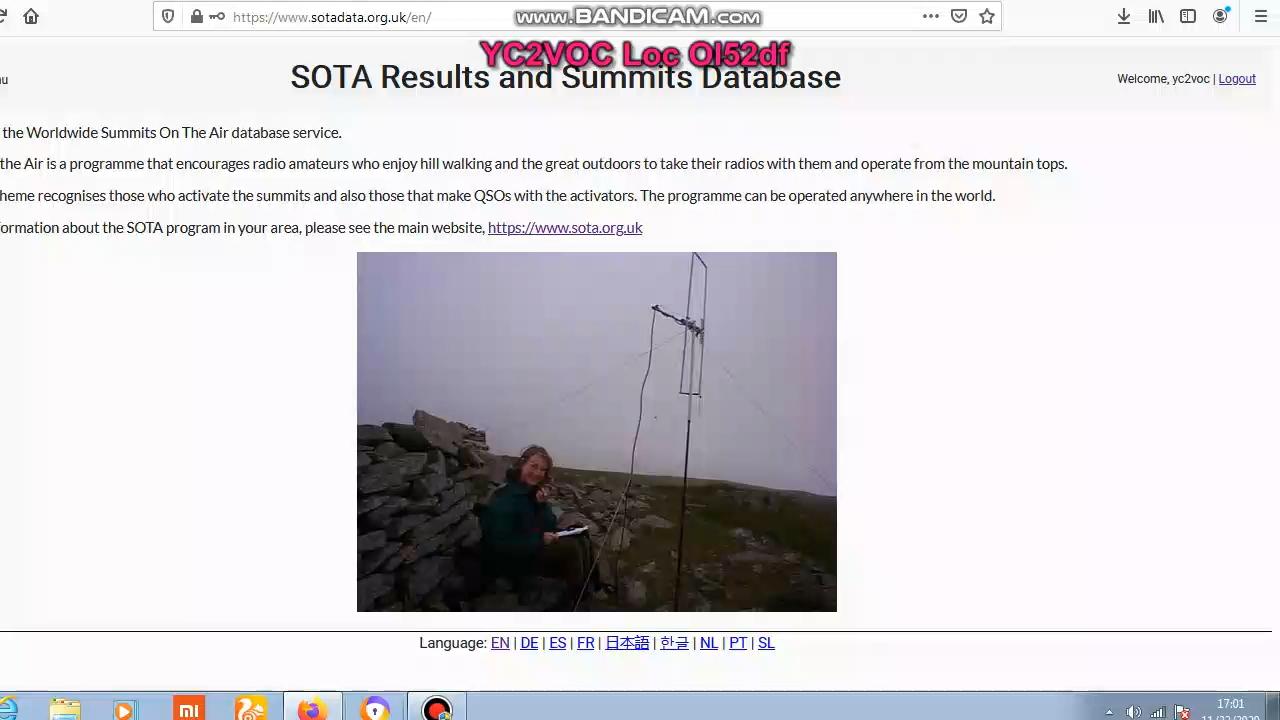 https://www.sotadata.org.uk/en/
www.BANDICAM.com
YC2VOC Loc OI52df
SOTA Results and Summits Database
Welcome, yc2voc | Logout
the Worldwide Summits On The Air database service.
the Air is a programme that encourages radio amateurs who enjoy hill walking and the great outdoors to take their radios with them and operate from the mountain tops.
heme recognises those who activate the summits and also those that make QSOs with the activators. The programme can be operated anywhere in the world.
ormation about the SOTA program in your area, please see the main website, https://www.sota.org.uk
Language: EN | DE | ES | FR | 日本語 | 한글 | NL | PT | SL
mi
17:01